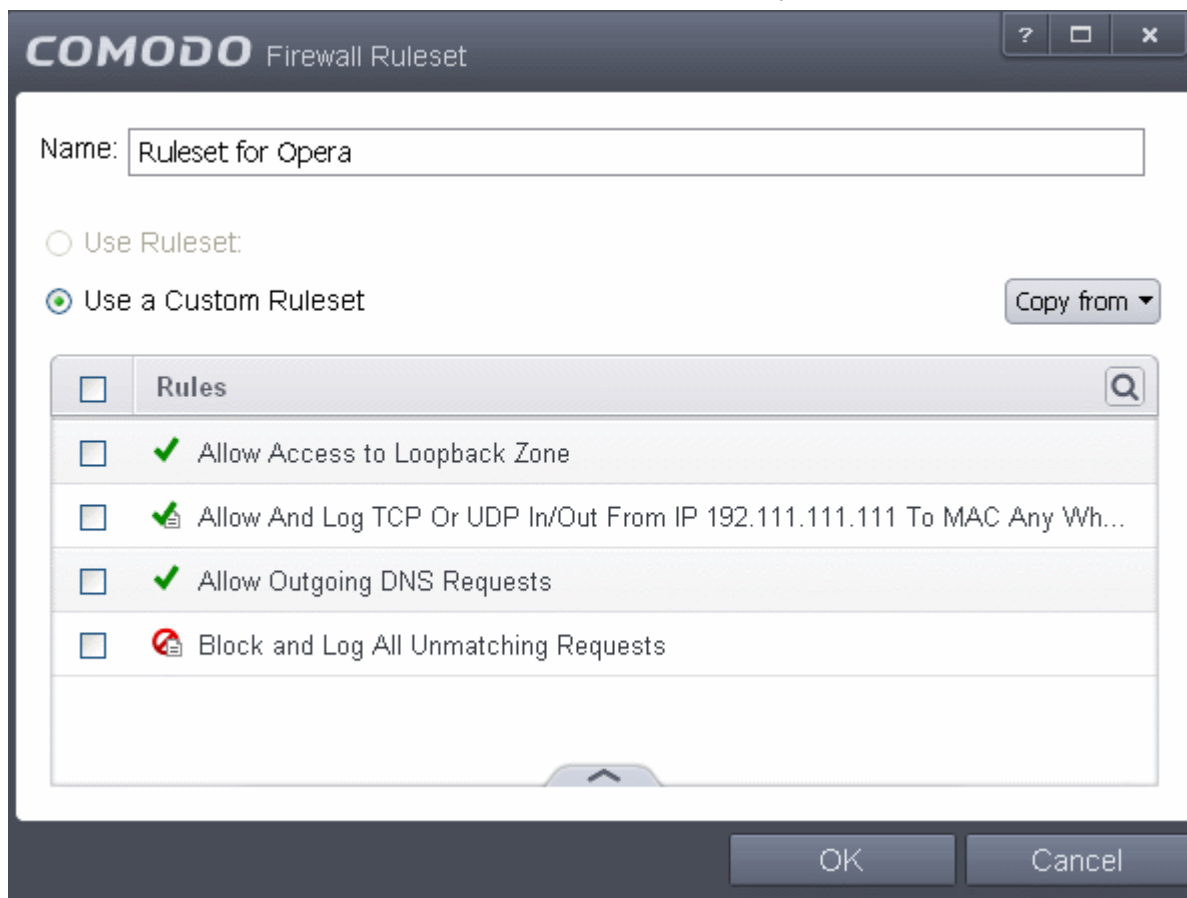 COMODO Firewall Ruleset ? x
Name: Ruleset for Opera
Use Ruleset:
Use a Custom Ruleset Copy from
Rules
Allow Access to Loopback Zone
Allow And Log TCP Or UDP In/Out From IP 192.111.111.111 To MAC Any Wh...
Allow Outgoing DNS Requests
Block and Log All Unmatching Requests
OK Cancel